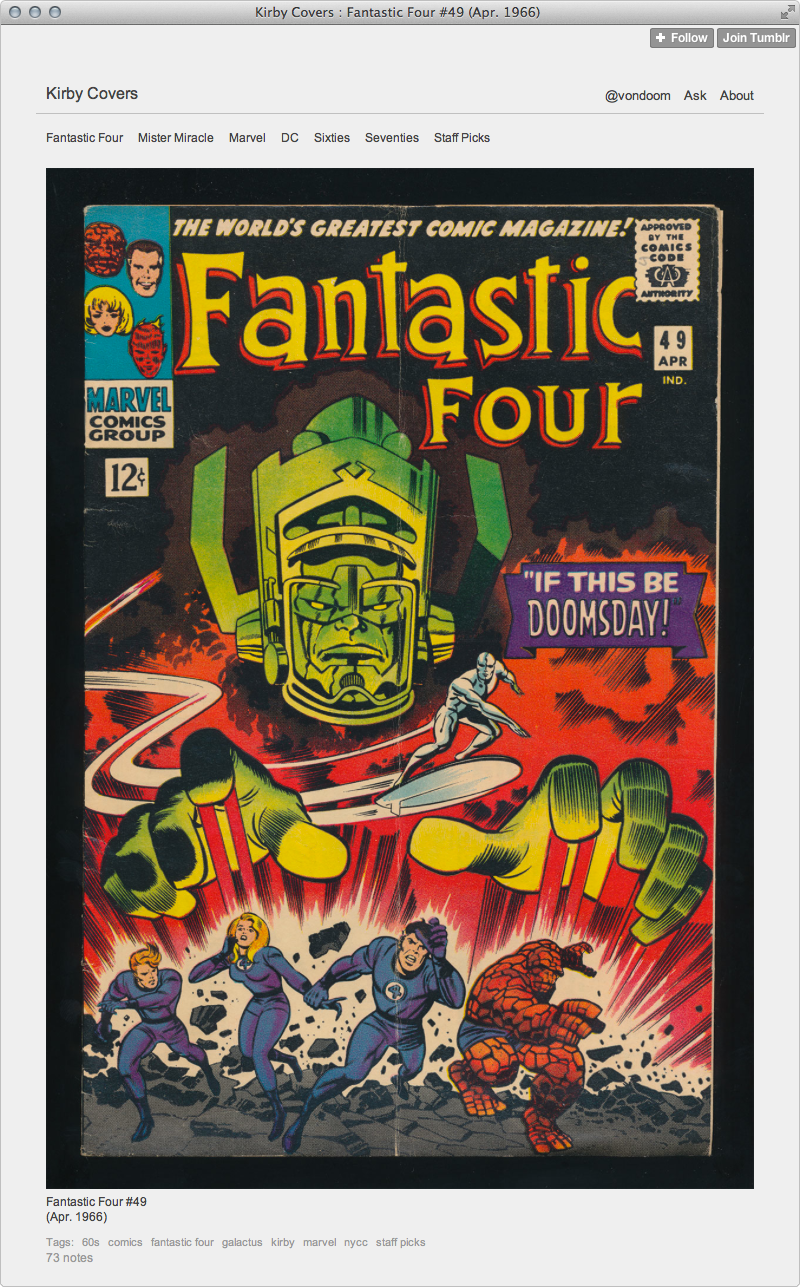 Kirby Covers : Fantastic Four #49 (Apr. 1966)
+ Follow
Join Tumblr
Kirby Covers
@vondoom Ask About
Fantastic Four Mister Miracle Marvel DC Sixties Seventies Staff Picks
THE WORLD'S GREATEST COMIC MAGAZINE!
APPROVED
BY THE
COMICS
CODE
CA
AUTHORITY
Fantastic
Four
49
APR
IND.
MARVEL
COMICS
GROUP
12¢
"IF THIS BE
DOOMSDAY!"
4
Fantastic Four #49
(Apr. 1966)
Tags: 60s comics fantastic four galactus kirby marvel nycc staff picks
73 notes